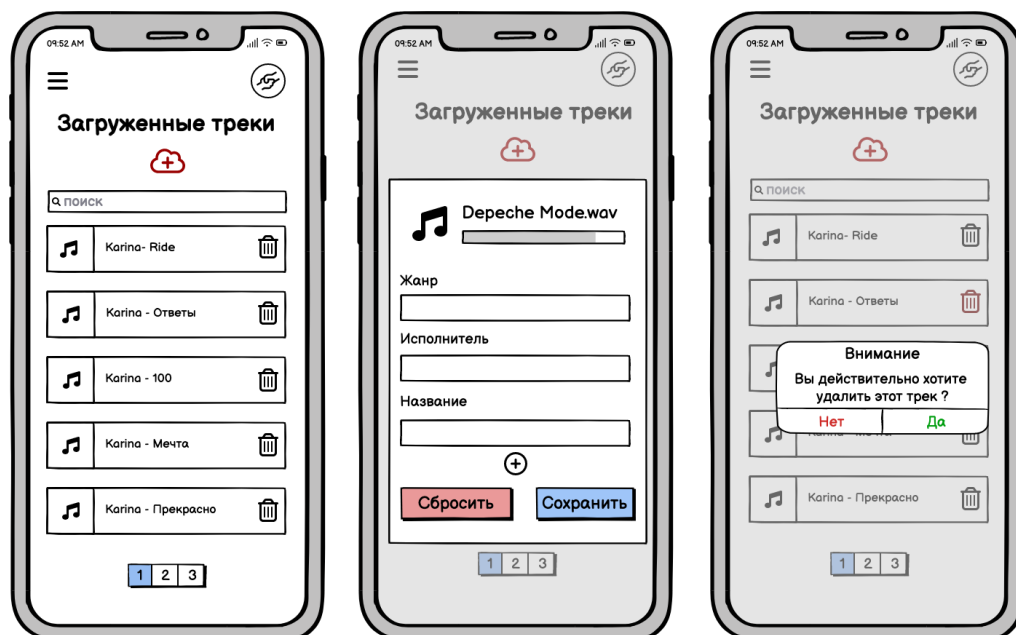 09:52 AM
Загруженные треки
поиск
Karina- Ride
Karina - Ответы
Karina - 100
Karina - Мечта
Karina - Прекрасно
1 2 3
09:52 AM
Загруженные треки
Depeche Mode.wav
Жанр
Исполнитель
Название
Сбросить Сохранить
1 2 3
09:52 AM
Загруженные треки
поиск
Karina- Ride
Karina - Ответы
Внимание
Вы действительно хотите
удалить этот трек ?
Нет Да
Karina - Прекрасно
1 2 3